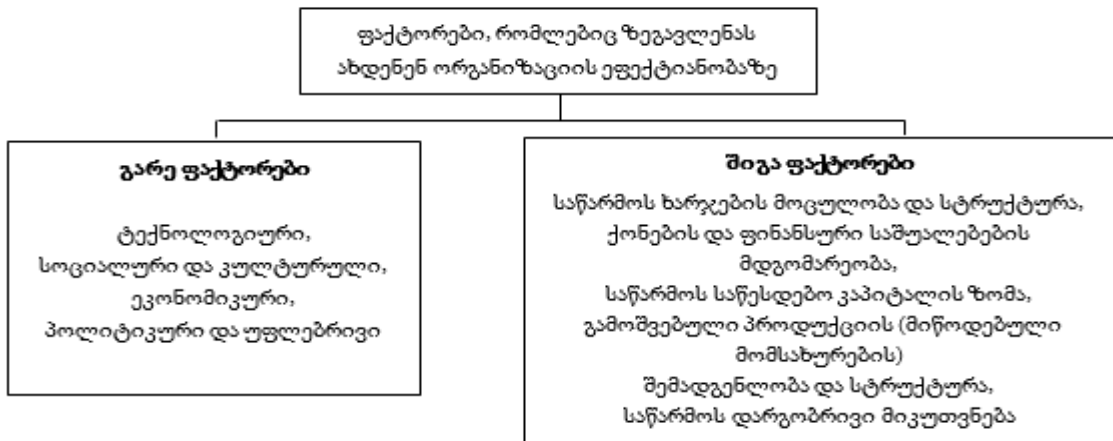 ფაქტორები, რომლებიც ზეგავლენას
ახდენენ ორგანიზაციის ეფექტიანობაზე
გარე ფაქტორები
ტექნოლოგიური,
სოციალური და კულტურული,
ეკონომიკური,
პოლიტიკური და უფლებრივი
შიგა ფაქტორები
საწარმოს ხარჯების მოცულობა და სტრუქტურა,
ქონების და ფინანსური საშუალებების
მდგომარეობა,
საწარმოს საწესდებო კაპიტალის ზომა,
გამოშვებული პროდუქციის (მიწოდებული
მომსახურების)
შემადგენლობა და სტრუქტურა,
საწარმოს დარგობრივი მიკუთვნება